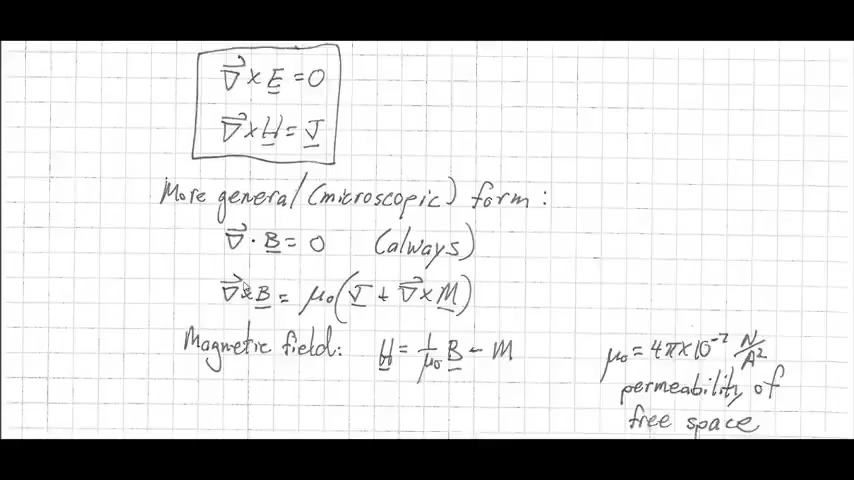 ∇⃗ × E̲ = 0
∇⃗ × H̲ = J̲
More general (microscopic) form:
∇⃗ · B̲ = 0 (always)
∇⃗ × B̲ = μ₀(J̲ + ∇⃗ × M̲)
Magnetic field: H̲ = 1/μ₀ B̲ - M
μ₀ = 4π×10⁻⁷ N/A²
permeability of
free space